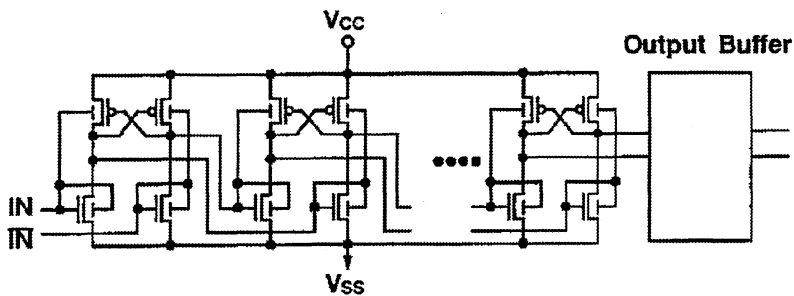 Vcc
Output Buffer
IN
IN
Vss